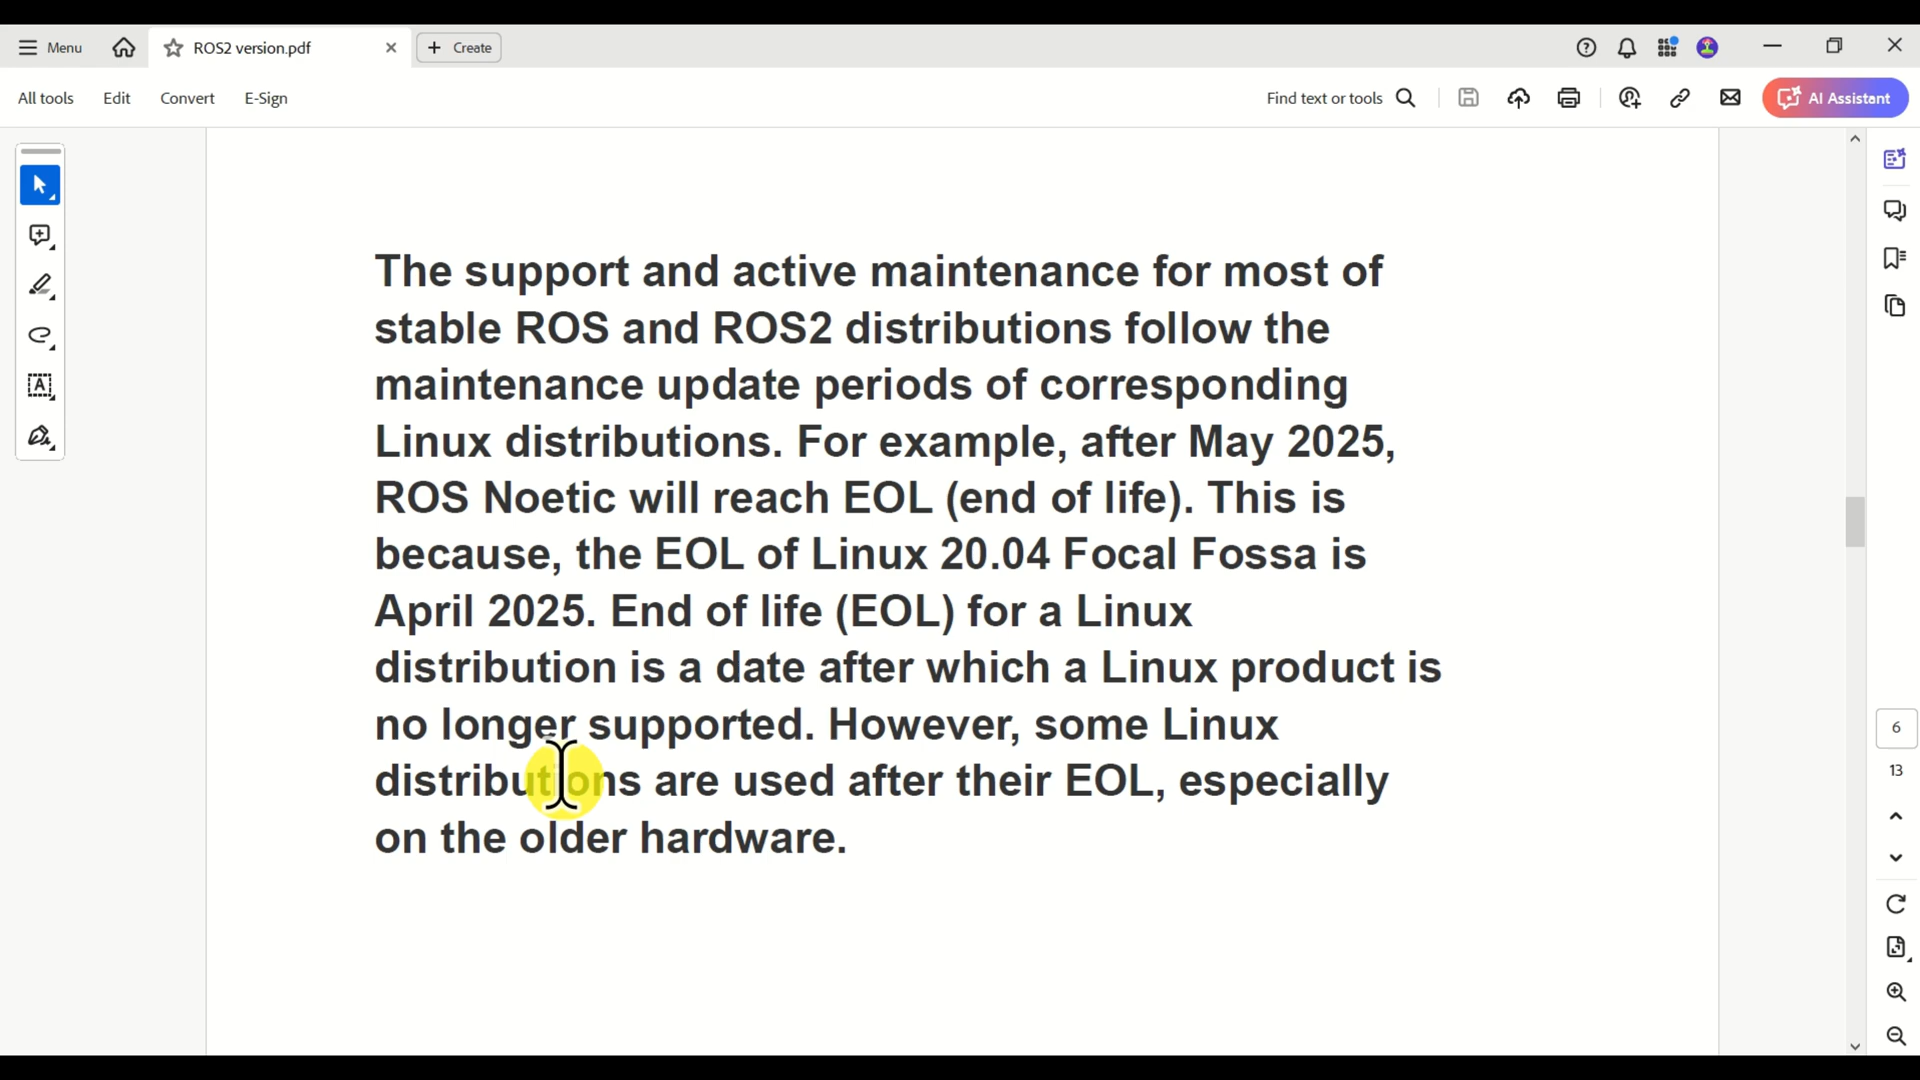 Menu
ROS2 version.pdf
Create
All tools
Edit
Convert
E-Sign
Find text or tools
AI Assistant
The support and active maintenance for most of
stable ROS and ROS2 distributions follow the
maintenance update periods of corresponding
Linux distributions. For example, after May 2025,
ROS Noetic will reach EOL (end of life). This is
because, the EOL of Linux 20.04 Focal Fossa is
April 2025. End of life (EOL) for a Linux
distribution is a date after which a Linux product is
no longer supported. However, some Linux
distributions are used after their EOL, especially
on the older hardware.
6
13